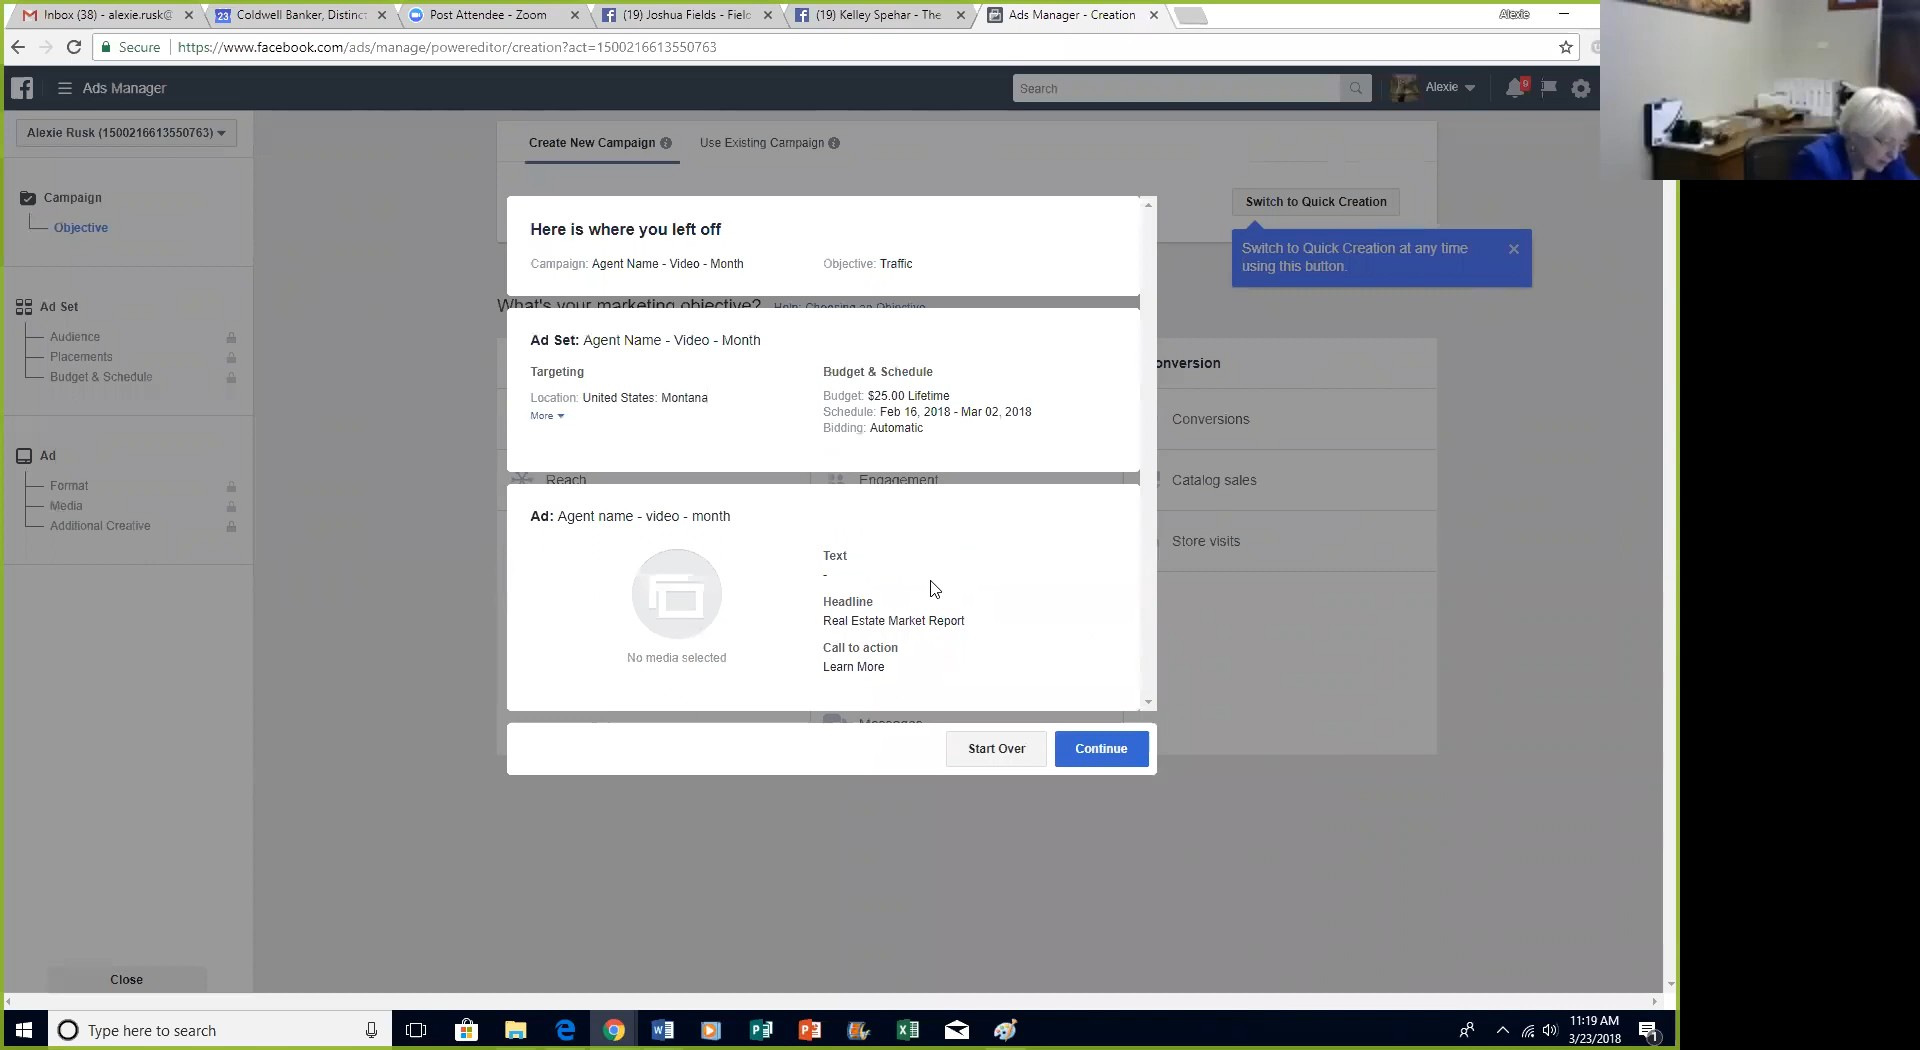 Inbox (38) - alexie.rusk@
23 Coldwell Banker, Distinct
Post Attendee - Zoom
(19) Joshua Fields - Field
(19) Kelley Spehar - The
Ads Manager - Creation
Alexie
Secure
https://www.facebook.com/ads/manage/powereditor/creation?act=1500216613550763
Ads Manager
Search
Alexie
9
Alexie Rusk (1500216613550763)
Create New Campaign
Use Existing Campaign
Campaign
Objective
Switch to Quick Creation
Switch to Quick Creation at any time
using this button.
Here is where you left off
Campaign: Agent Name - Video - Month
Objective: Traffic
What's your marketing objective? Help: Choosing an Objective
Ad Set
Audience
Placements
Budget & Schedule
Ad Set: Agent Name - Video - Month
Targeting
Location: United States: Montana
More
Budget & Schedule
Budget: $25.00 Lifetime
Schedule: Feb 16, 2018 - Mar 02, 2018
Bidding: Automatic
onversion
Conversions
Reach
Engagement
Catalog sales
Store visits
Ad
Format
Media
Additional Creative
Ad: Agent name - video - month
No media selected
Text
-
Headline
Real Estate Market Report
Call to action
Learn More
Messages
Start Over
Continue
Close
Type here to search
11:19 AM
3/23/2018
1